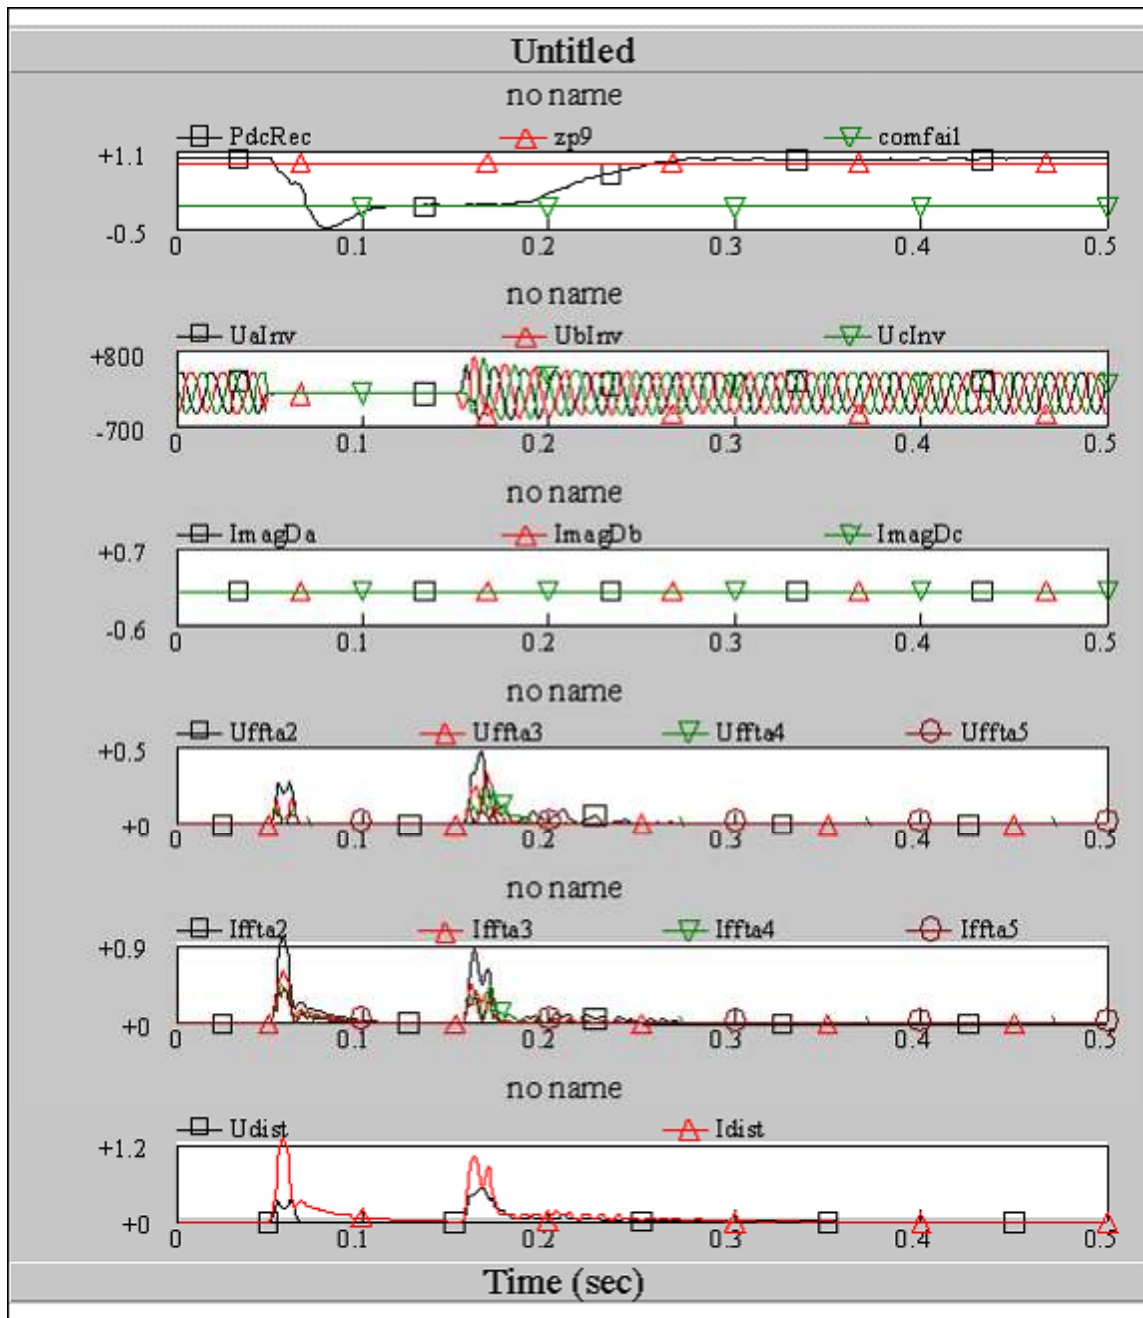 Untitled
no name
PdcRec zp9 comfail
+1.1
-0.5
0 0.1 0.2 0.3 0.4 0.5
no name
UaInv UbInv UcInv
+800
-700
0 0.1 0.2 0.3 0.4 0.5
no name
ImagDa ImagDb ImagDc
+0.7
-0.6
0 0.1 0.2 0.3 0.4 0.5
no name
Uffta2 Uffta3 Uffta4 Uffta5
+0.5
+0
0 0.1 0.2 0.3 0.4 0.5
no name
Iffta2 Iffta3 Iffta4 Iffta5
+0.9
+0
0 0.1 0.2 0.3 0.4 0.5
no name
Udist Idist
+1.2
+0
0 0.1 0.2 0.3 0.4 0.5
Time (sec)